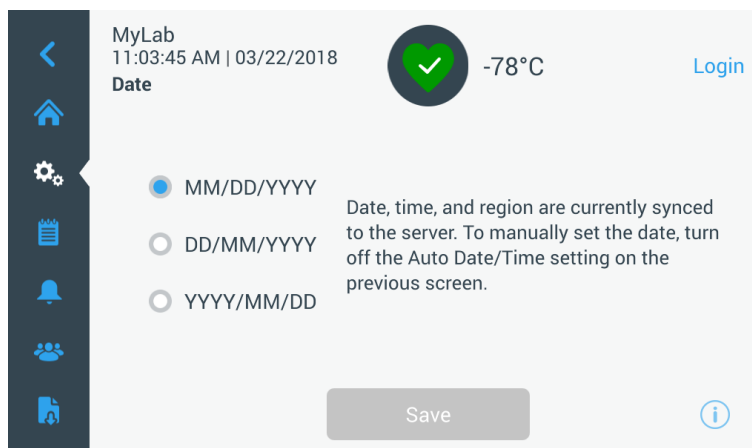 MyLab
11:03:45 AM | 03/22/2018
Date
-78°C
Login
MM/DD/YYYY
DD/MM/YYYY
YYYY/MM/DD
Date, time, and region are currently synced
to the server. To manually set the date, turn
off the Auto Date/Time setting on the
previous screen.
Save
i